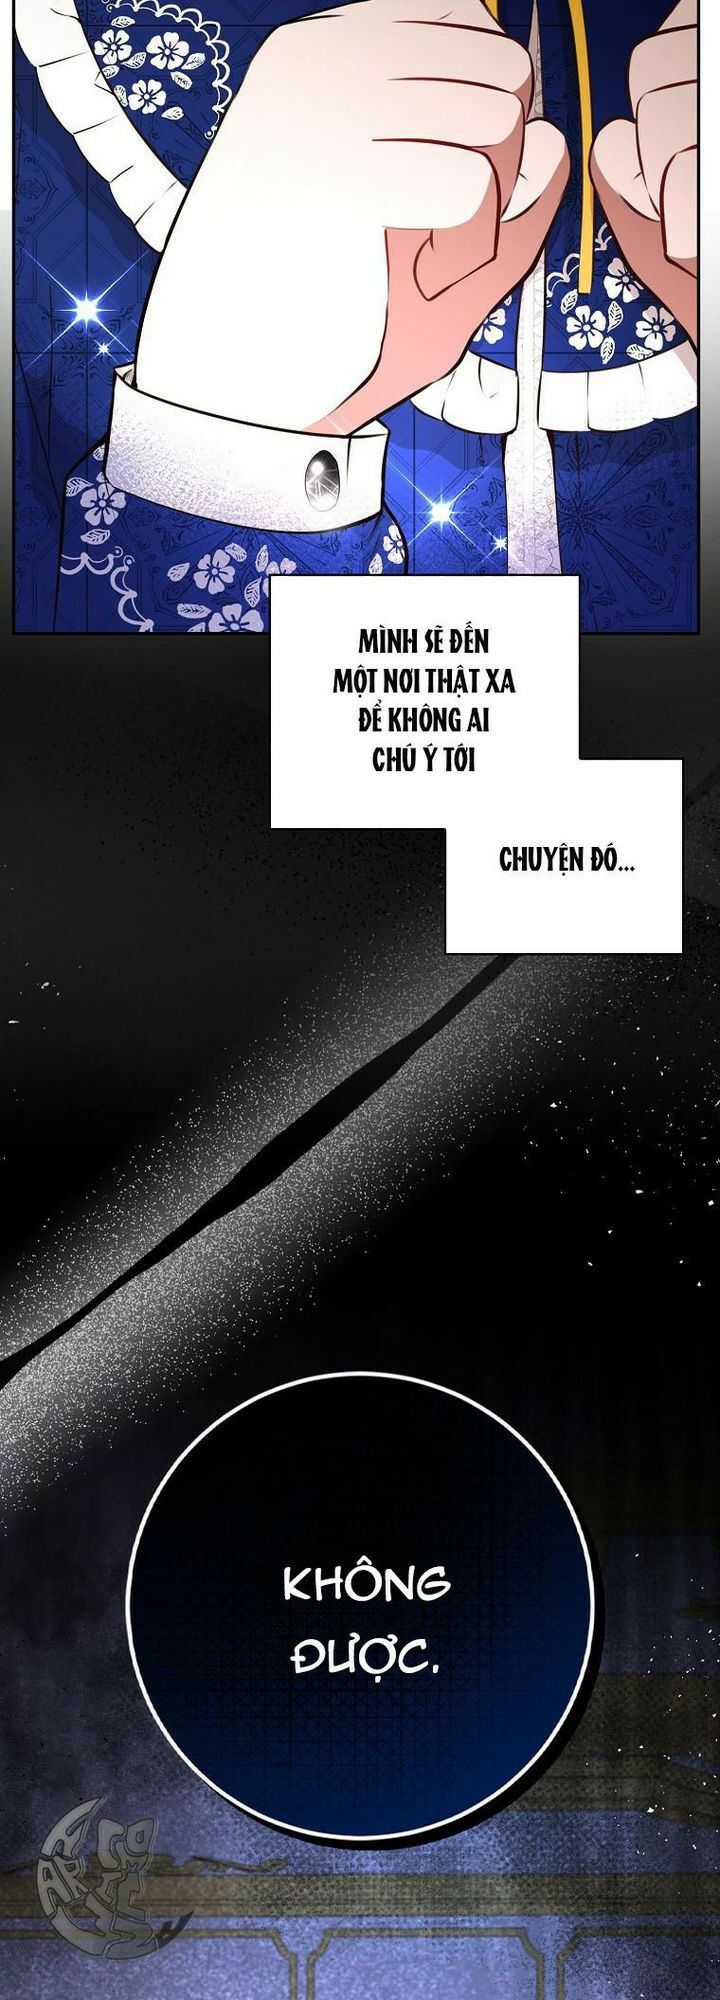 MÌNH SẼ ĐẾN
MỘT NƠI THẬT XA
ĐỂ KHÔNG AI
CHÚ Ý TỚI
CHUYỆN ĐÓ...
KHÔNG
ĐƯỢC.